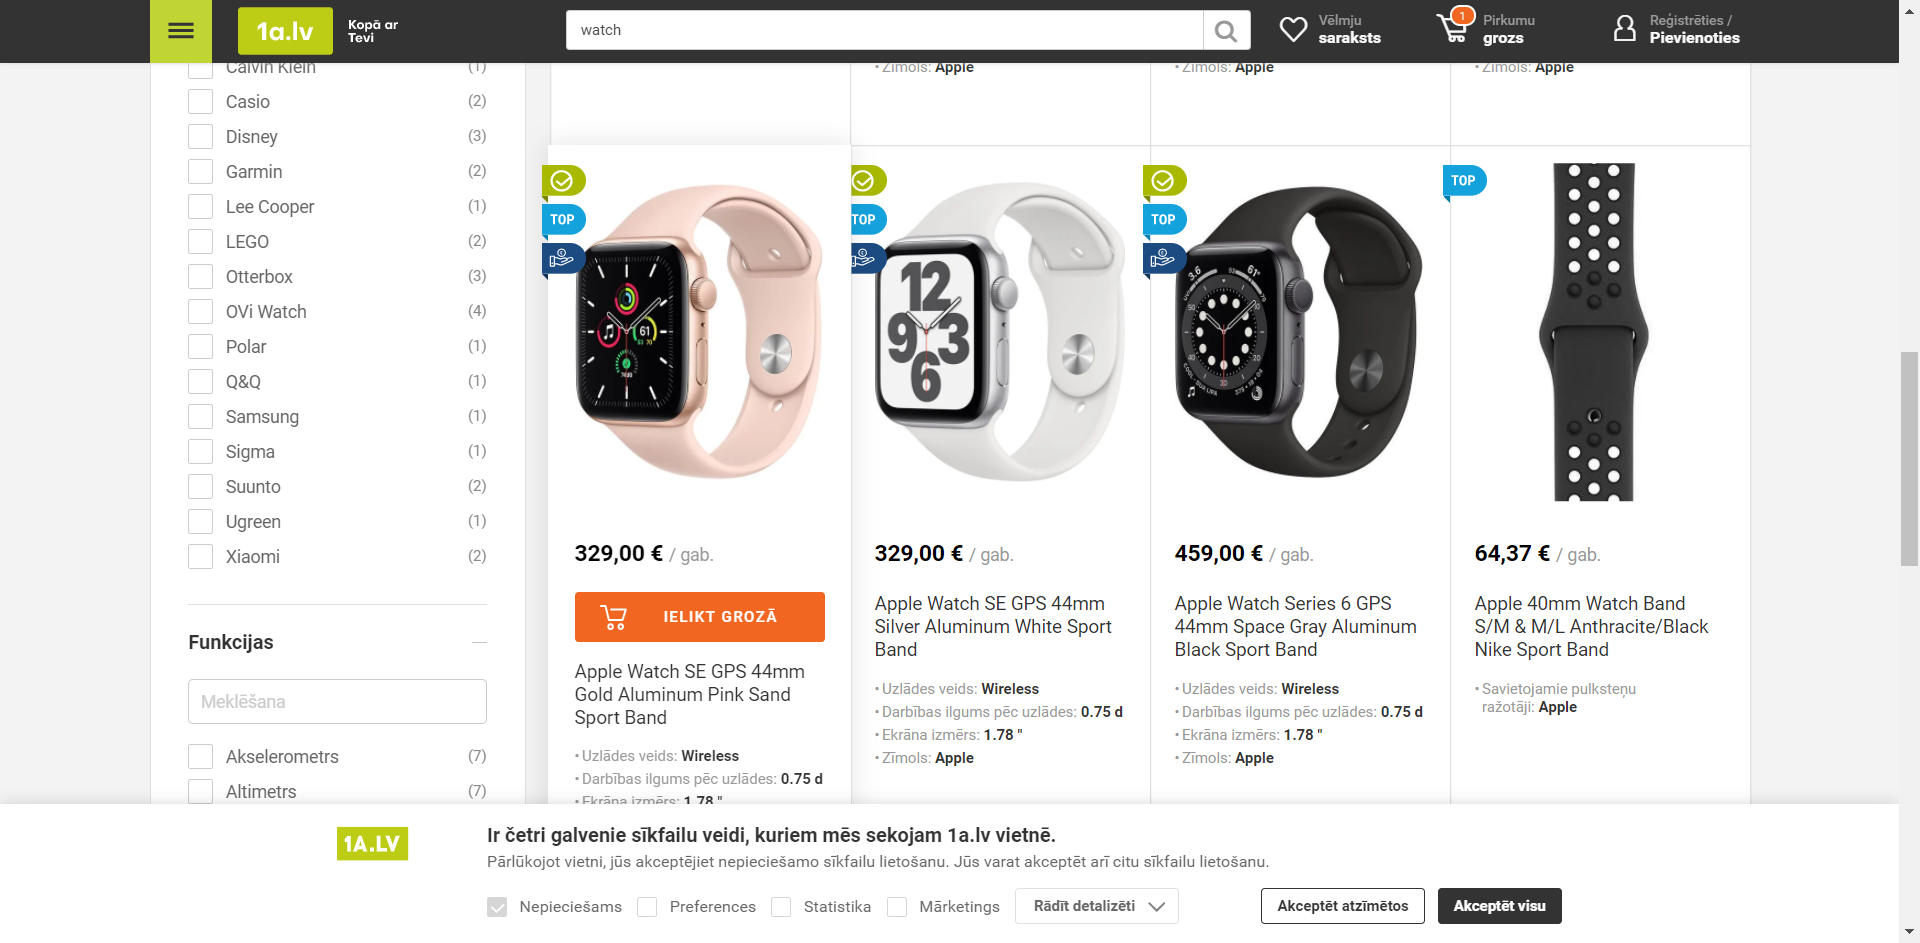 1a.lv
Kopā ar
Tevi
watch
Vēlmju
saraksts
1
Pirkumu
grozs
Reģistrēties /
Pievienoties
Calvin Klein (1)
Casio (2)
Disney (3)
Garmin (2)
Lee Cooper (1)
LEGO (2)
Otterbox (3)
OVi Watch (4)
Polar (1)
Q&Q (1)
Samsung (1)
Sigma (1)
Suunto (2)
Ugreen (1)
Xiaomi (2)
Funkcijas
Meklēšana
Akselerometrs (7)
Altimetrs (7)
• Zīmols: Apple
• Zīmols: Apple
• Zīmols: Apple
TOP
61
329,00 € / gab.
IELIKT GROZĀ
Apple Watch SE GPS 44mm
Gold Aluminum Pink Sand
Sport Band
• Uzlādes veids: Wireless
• Darbības ilgums pēc uzlādes: 0.75 d
• Ekrāna izmērs: 1.78 "
TOP
12
9 3
6
329,00 € / gab.
Apple Watch SE GPS 44mm
Silver Aluminum White Sport
Band
• Uzlādes veids: Wireless
• Darbības ilgums pēc uzlādes: 0.75 d
• Ekrāna izmērs: 1.78 "
• Zīmols: Apple
TOP
3.6
61°
30
459,00 € / gab.
Apple Watch Series 6 GPS
44mm Space Gray Aluminum
Black Sport Band
• Uzlādes veids: Wireless
• Darbības ilgums pēc uzlādes: 0.75 d
• Ekrāna izmērs: 1.78 "
• Zīmols: Apple
TOP
64,37 € / gab.
Apple 40mm Watch Band
S/M & M/L Anthracite/Black
Nike Sport Band
• Savietojamie pulksteņu
ražotāji: Apple
1A.LV
Ir četri galvenie sīkfailu veidi, kuriem mēs sekojam 1a.lv vietnē.
Pārlūkojot vietni, jūs akceptējiet nepieciešamo sīkfailu lietošanu. Jūs varat akceptēt arī citu sīkfailu lietošanu.
Nepieciešams Preferences Statistika Mārketings Rādīt detalizēti Akceptēt atzīmētos Akceptēt visu